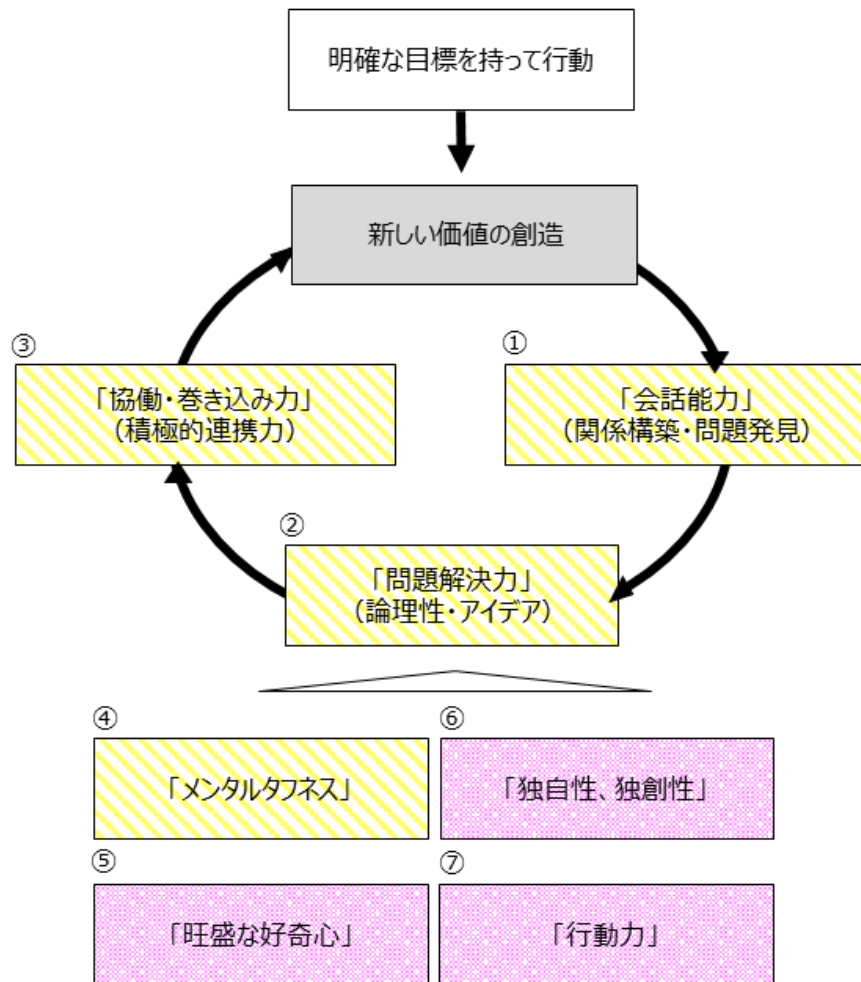 明確な目標を持って行動
新しい価値の創造
①
「会話能力」
（関係構築・問題発見）
②
「問題解決力」
（論理性・アイデア）
③
「協働・巻き込み力」
（積極的連携力）
④
「メンタルタフネス」
⑤
「旺盛な好奇心」
⑥
「独自性、独創性」
⑦
「行動力」